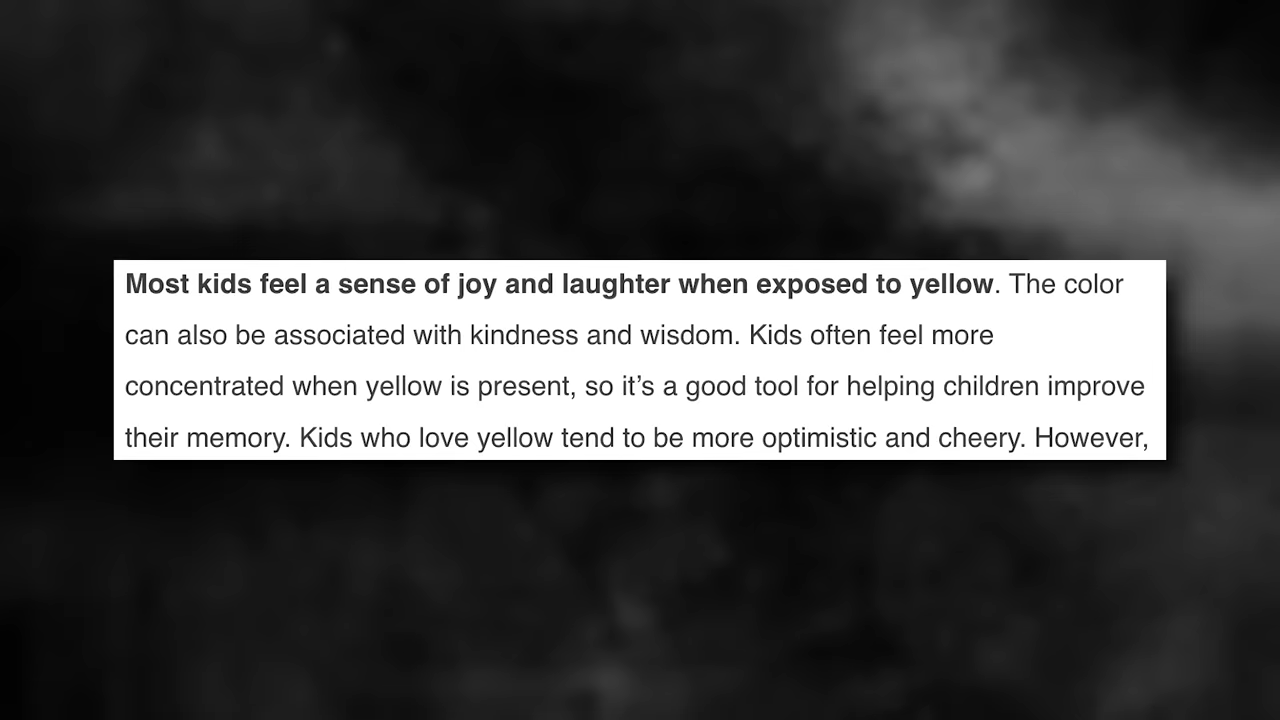 Most kids feel a sense of joy and laughter when exposed to yellow. The color
can also be associated with kindness and wisdom. Kids often feel more
concentrated when yellow is present, so it’s a good tool for helping children improve
their memory. Kids who love yellow tend to be more optimistic and cheery. However,